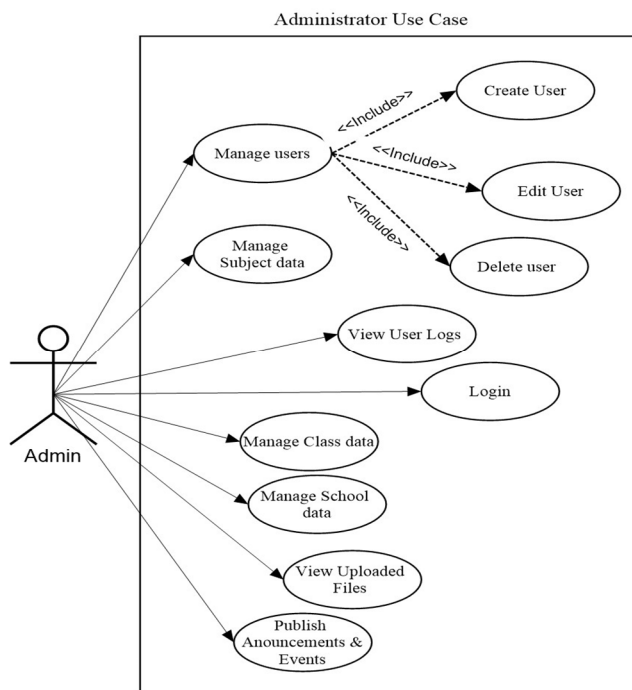 Administrator Use Case
Create User
<<Include>>
Manage users
<<Include>>
Edit User
<<Include>>
Manage
Subject data
Delete user
View User Logs
Login
Admin
Manage Class data
Manage School
data
View Uploaded
Files
Publish
Anouncements &
Events